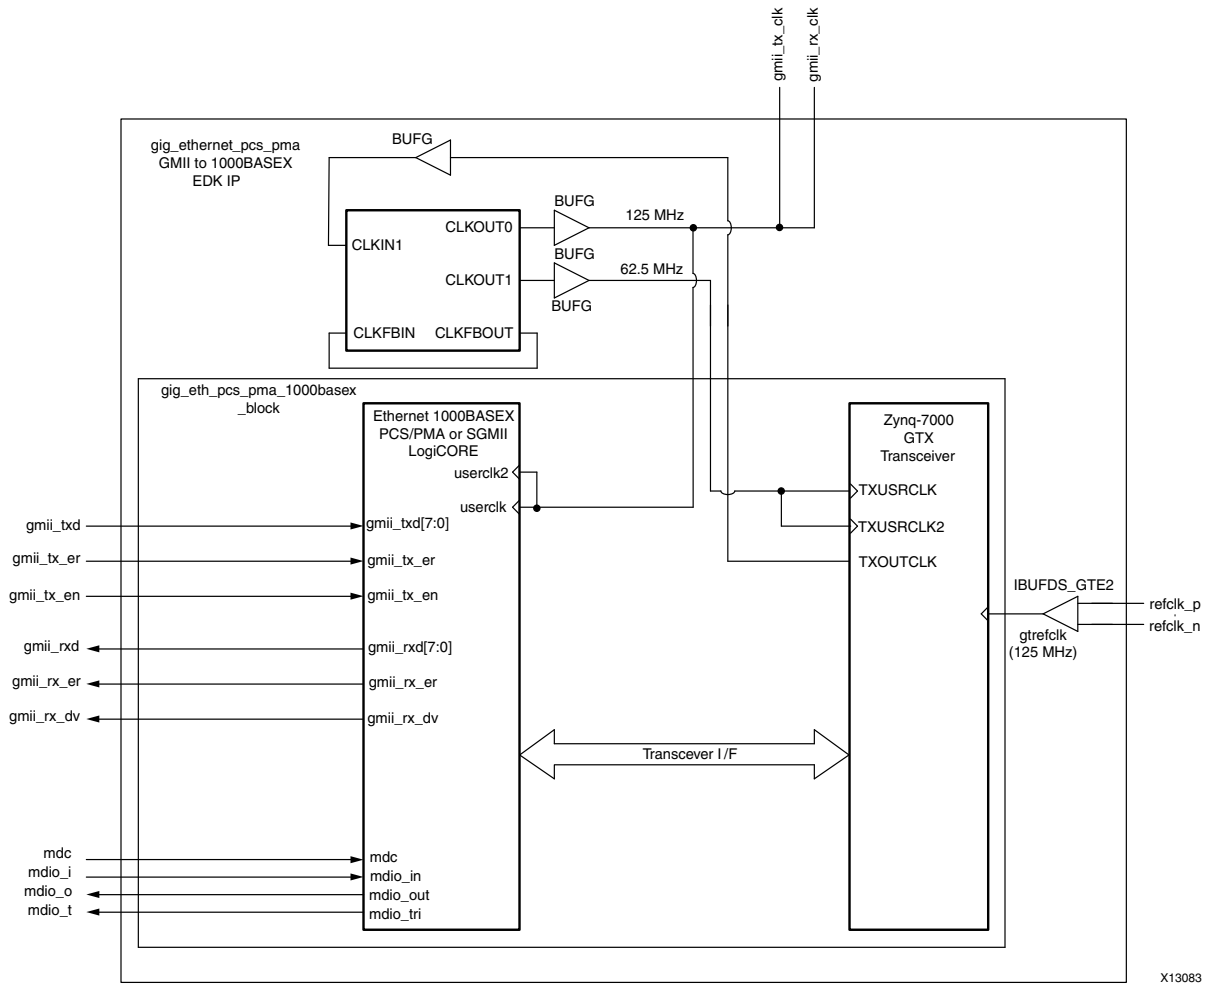 gmii_tx_clk
gmii_rx_clk
gig_ethernet_pcs_pma
GMII to 1000BASEX
EDK IP
BUFG
BUFG
125 MHz
CLKOUT0
CLKIN1
BUFG
62.5 MHz
CLKOUT1
BUFG
CLKFBIN
CLKFBOUT
gig_eth_pcs_pma_1000basex
_block
Ethernet 1000BASEX
PCS/PMA or SGMII
LogiCORE
userclk2
userclk
Zynq-7000
GTX
Transceiver
TXUSRCLK
TXUSRCLK2
TXOUTCLK
gmii_txd
gmii_txd[7:0]
gmii_tx_er
gmii_tx_er
gmii_tx_en
gmii_tx_en
gmii_rxd
gmii_rxd[7:0]
gmii_rx_er
gmii_rx_er
gmii_rx_dv
gmii_rx_dv
IBUFDS_GTE2
refclk_p
refclk_n
gtrefclk
(125 MHz)
Transcever I/F
mdc
mdc
mdio_i
mdio_in
mdio_o
mdio_out
mdio_t
mdio_tri
X13083